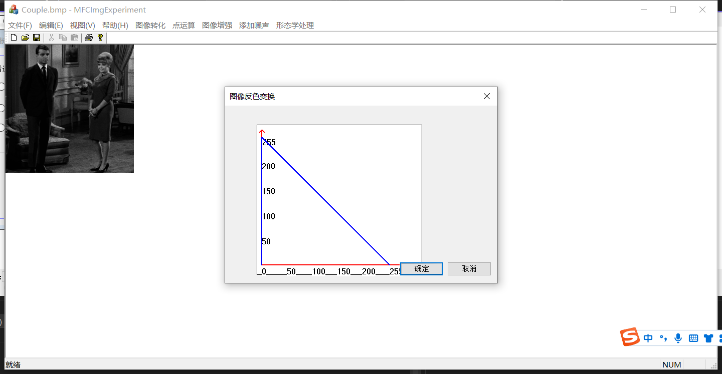 Couple.bmp - MFCImgExperiment
文件(F) 编辑(E) 视图(V) 帮助(H) 图像转化 点运算 图像增强 添加噪声 形态学处理
图像反色变换
255
200
150
100
50
0____50___100___150___200___255
确定 取消
中
就绪 NUM